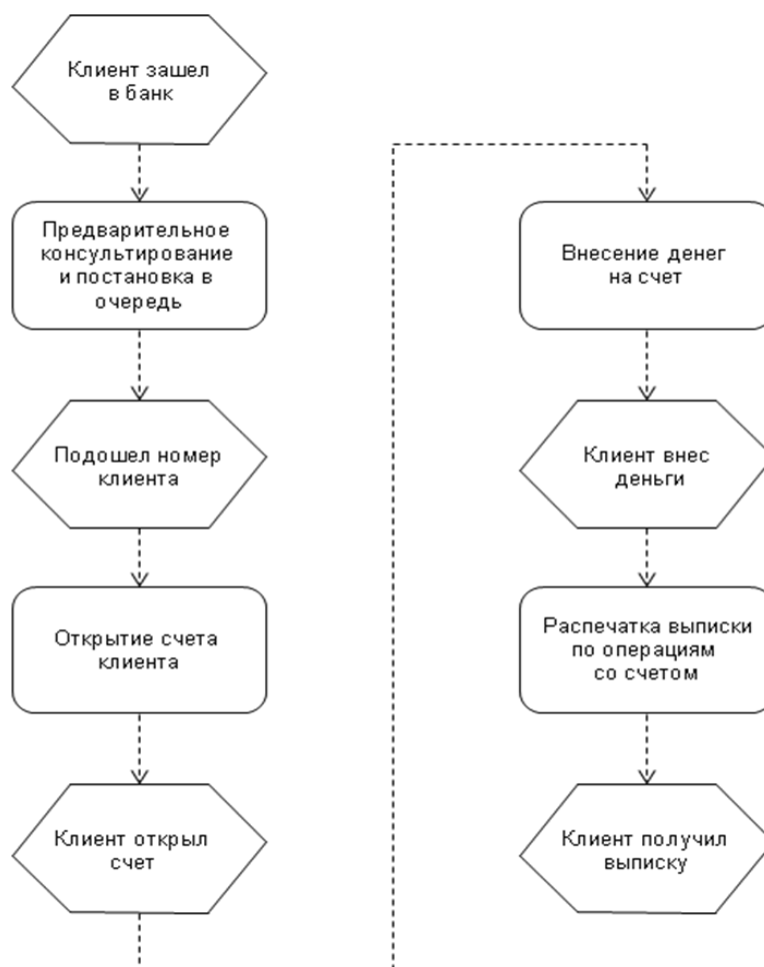 Клиент зашел
в банк
Предварительное
консультирование
и постановка в
очередь
Подошел номер
клиента
Открытие счета
клиента
Клиент открыл
счет
Внесение денег
на счет
Клиент внес
деньги
Распечатка выписки
по операциям
со счетом
Клиент получил
выписку